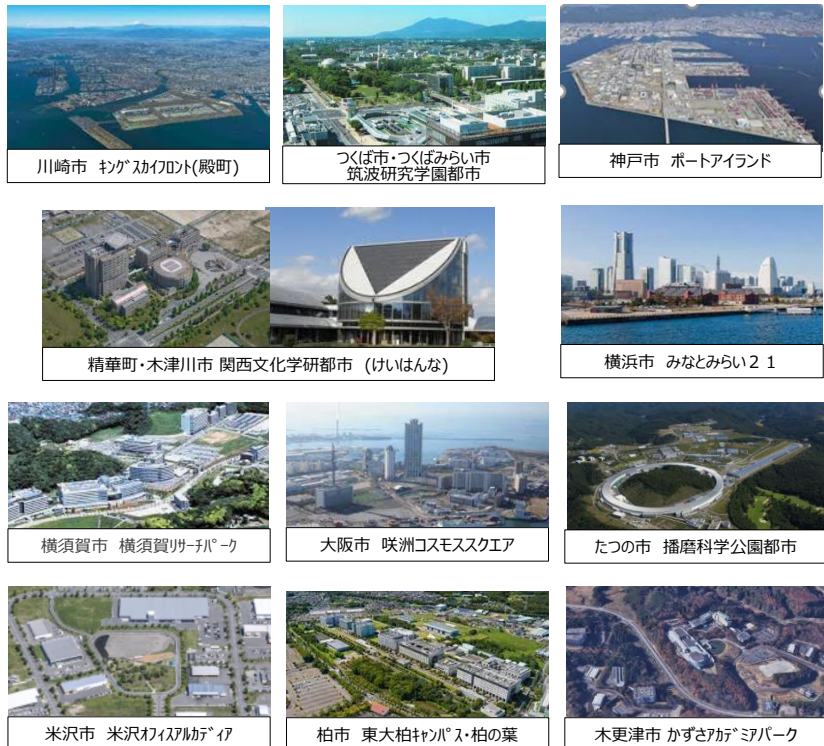 川崎市 ｷﾝｸﾞｽｶｲﾌﾛﾝﾄ(殿町)
つくば市・つくばみらい市
筑波研究学園都市
神戸市 ポートアイランド
精華町・木津川市 関西文化学研都市 (けいはんな)
横浜市 みなとみらい２１
横須賀市 横須賀ﾘｻｰﾁﾊﾟｰｸ
大阪市 咲洲コスモススクエア
たつの市 播磨科学公園都市
米沢市 米沢ｵﾌｨｽｱﾙｶﾃﾞｨｱ
柏市 東大柏ｷｬﾝﾊﾟｽ・柏の葉
木更津市 かずさｱｶﾃﾞﾐｱパーク